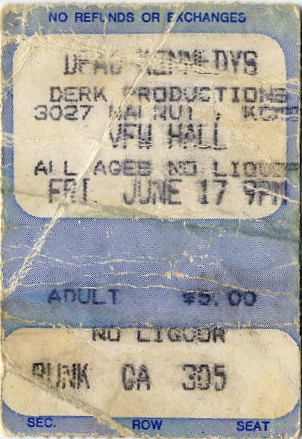 NO REFUNDS OR EXCHANGES
DEAD KENNEDYS
DERK PRODUCTIONS
3027 WALNUT, KCMO
VFW HALL
ALL AGES NO LIQUOR
FRI. JUNE 17 9PM
ADULT $5.00
NO LIQUOR
PUNK GA 305
SEC. ROW SEAT